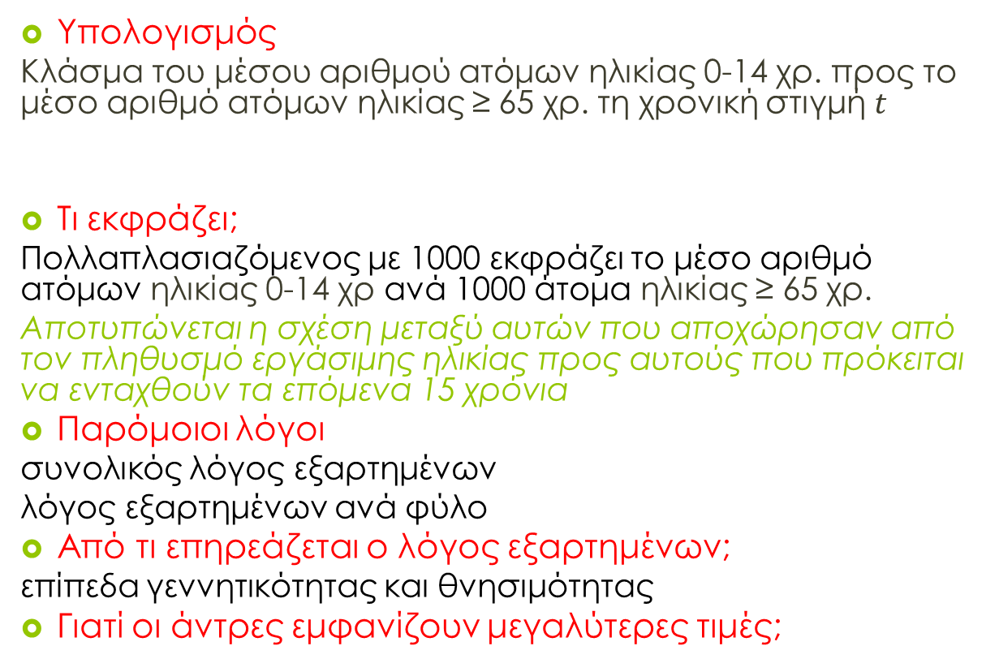 Υπολογισμός
Κλάσμα του μέσου αριθμού ατόμων ηλικίας 0-14 χρ. προς το
μέσο αριθμό ατόμων ηλικίας ≥ 65 χρ. τη χρονική στιγμή t
Τι εκφράζει;
Πολλαπλασιαζόμενος με 1000 εκφράζει το μέσο αριθμό
ατόμων ηλικίας 0-14 χρ ανά 1000 άτομα ηλικίας ≥ 65 χρ.
Αποτυπώνεται η σχέση μεταξύ αυτών που αποχώρησαν από
τον πληθυσμό εργάσιμης ηλικίας προς αυτούς που πρόκειται
να ενταχθούν τα επόμενα 15 χρόνια
Παρόμοιοι λόγοι
συνολικός λόγος εξαρτημένων
λόγος εξαρτημένων ανά φύλο
Από τι επηρεάζεται ο λόγος εξαρτημένων;
επίπεδα γεννητικότητας και θνησιμότητας
Γιατί οι άντρες εμφανίζουν μεγαλύτερες τιμές;